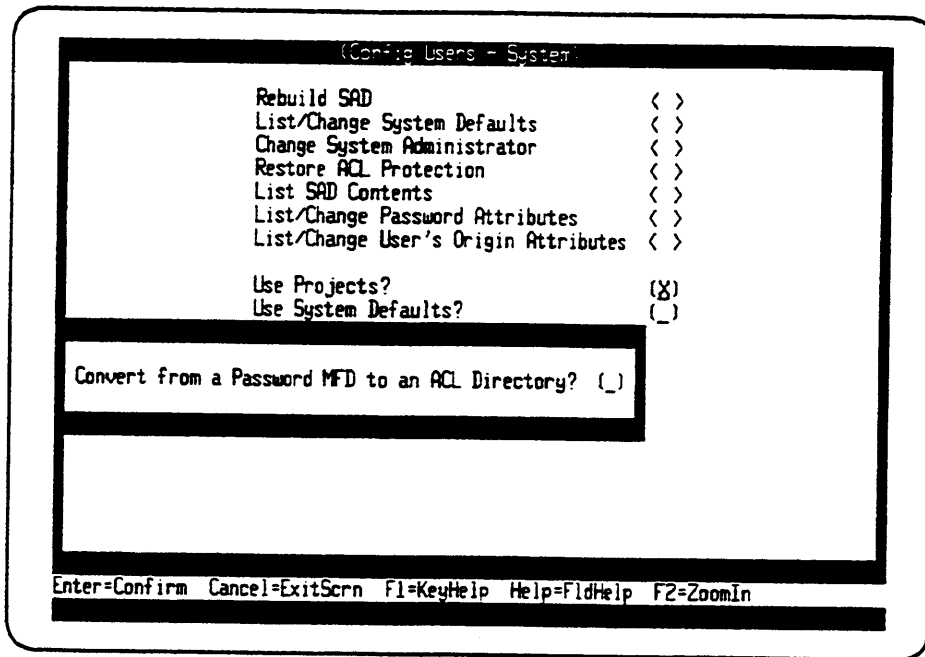 (Config Users - System)
Rebuild SAD < >
List/Change System Defaults < >
Change System Administrator < >
Restore ACL Protection < >
List SAD Contents < >
List/Change Password Attributes < >
List/Change User's Origin Attributes < >
Use Projects? (X)
Use System Defaults? (_)
Convert from a Password MFD to an ACL Directory? (_)
Enter=Confirm Cancel=ExitScrn F1=KeyHelp Help=FldHelp F2=ZoomIn